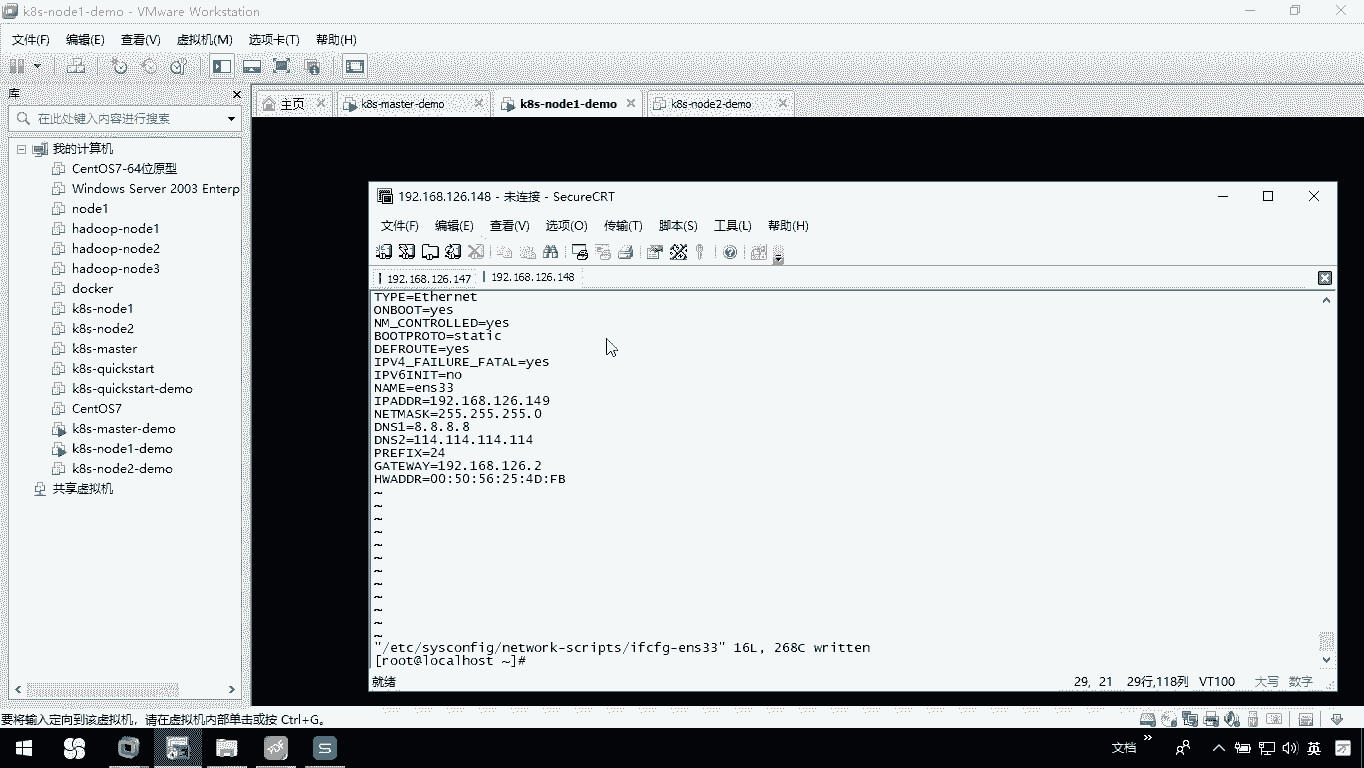 k8s-node1-demo - VMware Workstation
文件(F) 编辑(E) 查看(V) 虚拟机(M) 选项卡(T) 帮助(H)
库
在此处键入内容进行搜索
主页 k8s-master-demo k8s-node1-demo k8s-node2-demo
我的计算机
CentOS7-64位原型
Windows Server 2003 Enterp
node1
hadoop-node1
hadoop-node2
hadoop-node3
docker
k8s-node1
k8s-node2
k8s-master
k8s-quickstart
k8s-quickstart-demo
CentOS7
k8s-master-demo
k8s-node1-demo
k8s-node2-demo
共享虚拟机
192.168.126.148 - 未连接 - SecureCRT
文件(F) 编辑(E) 查看(V) 选项(O) 传输(T) 脚本(S) 工具(L) 帮助(H)
192.168.126.147 192.168.126.148
TYPE=Ethernet
ONBOOT=yes
NM_CONTROLLED=yes
BOOTPROTO=static
DEFROUTE=yes
IPV4_FAILURE_FATAL=yes
IPV6INIT=no
NAME=ens33
IPADDR=192.168.126.149
NETMASK=255.255.255.0
DNS1=8.8.8.8
DNS2=114.114.114.114
PREFIX=24
GATEWAY=192.168.126.2
HWADDR=00:50:56:25:4D:FB
~
~
~
~
~
~
~
~
~
~
~
~
"/etc/sysconfig/network-scripts/ifcfg-ens33" 16L, 268C written
[root@localhost ~]#
就绪 29, 21 29行,118列 VT100 大写 数字
要将输入定向到该虚拟机，请在虚拟机内部单击或按 Ctrl+G。
文档 英